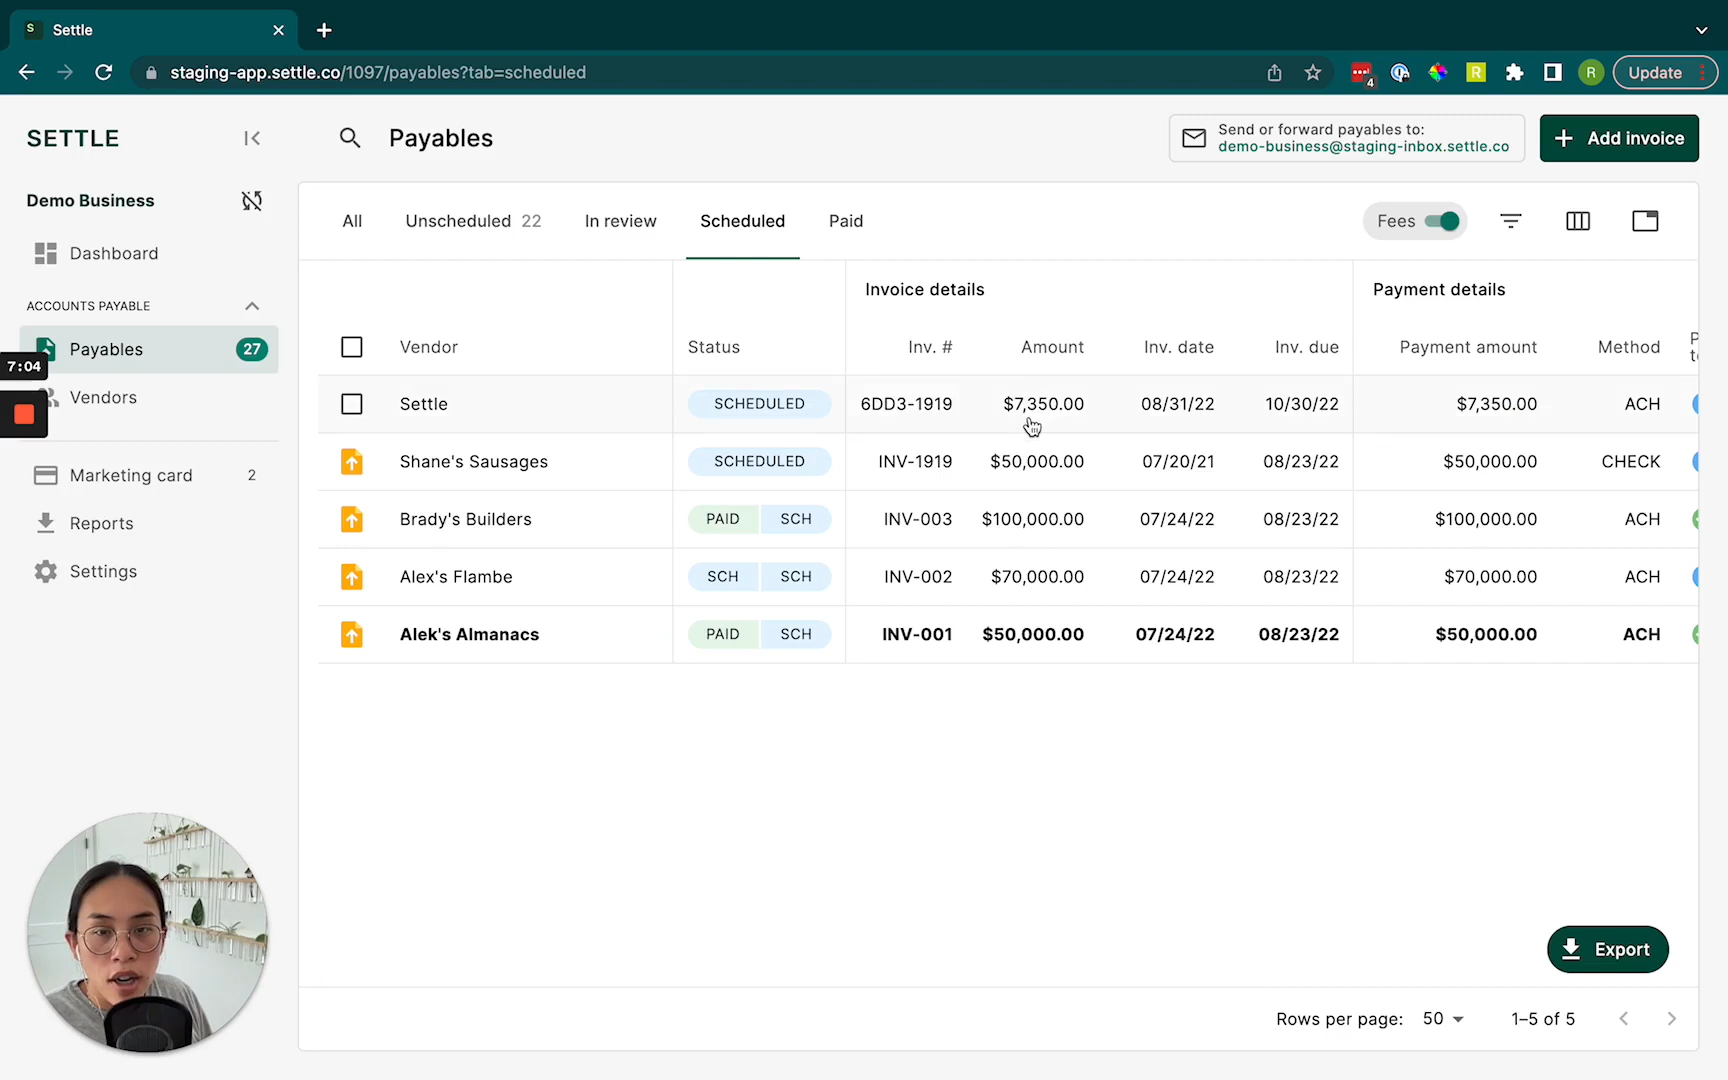 S Settle
staging-app.settle.co/1097/payables?tab=scheduled
4
R
R
Update
SETTLE
Payables
Send or forward payables to:
demo-business@staging-inbox.settle.co
Add invoice
Demo Business
Dashboard
ACCOUNTS PAYABLE
Payables 27
7:04
Vendors
Marketing card 2
Reports
Settings
All Unscheduled 22 In review Scheduled Paid Fees
Invoice details Payment details
Vendor Status Inv. # Amount Inv. date Inv. due Payment amount Method
Settle SCHEDULED 6DD3-1919 $7,350.00 08/31/22 10/30/22 $7,350.00 ACH
Shane's Sausages SCHEDULED INV-1919 $50,000.00 07/20/21 08/23/22 $50,000.00 CHECK
Brady's Builders PAID SCH INV-003 $100,000.00 07/24/22 08/23/22 $100,000.00 ACH
Alex's Flambe SCH SCH INV-002 $70,000.00 07/24/22 08/23/22 $70,000.00 ACH
Alek's Almanacs PAID SCH INV-001 $50,000.00 07/24/22 08/23/22 $50,000.00 ACH
Export
Rows per page: 50 1–5 of 5